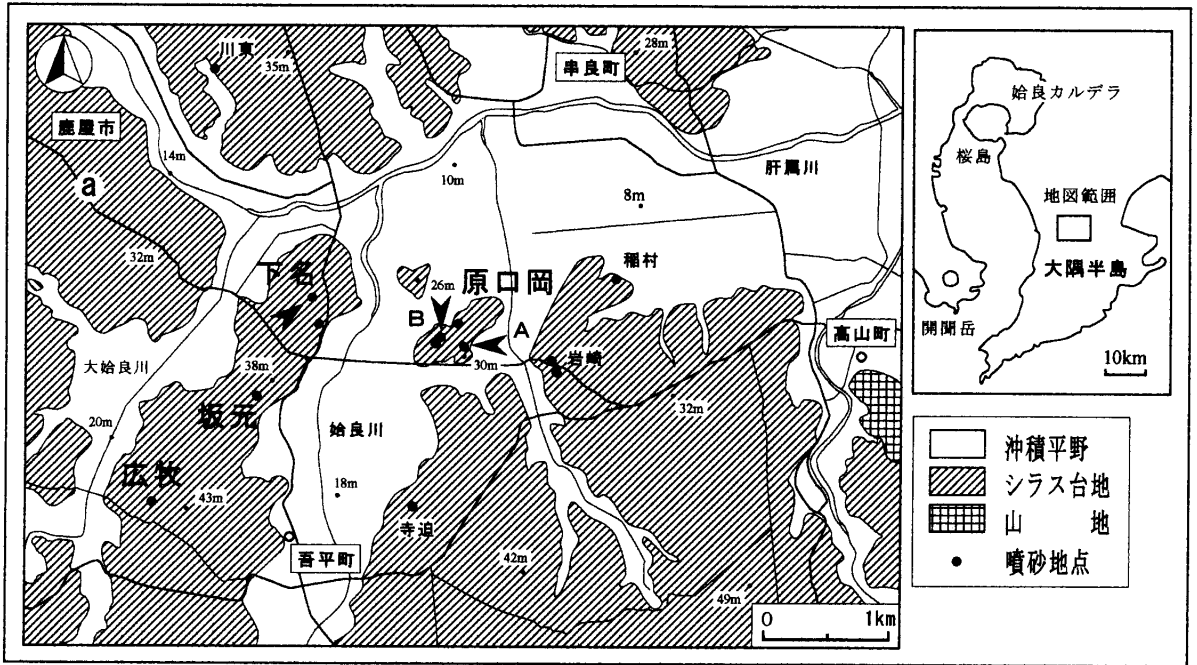 川東
35m
28m
串良町
鹿屋市
14m
a
10m
肝属川
8m
32m
下名
26m
原口岡
稲村
B
A
30m
岩崎
高山町
大姶良川
38m
坂元
姶良川
32m
20m
広牧
43m
18m
寺迫
吾平町
42m
49m
0 1km
姶良カルデラ
桜島
地図範囲
大隅半島
開聞岳
10km
沖積平野
シラス台地
山 地
噴砂地点